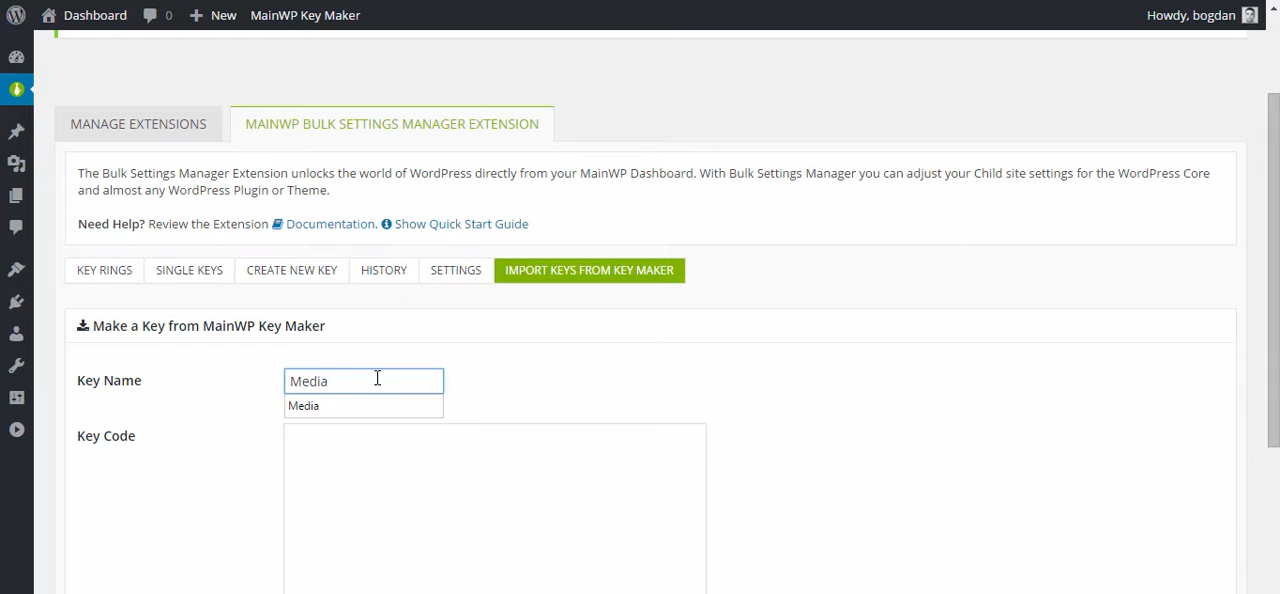 Dashboard 0 New MainWP Key Maker Howdy, bogdan
MANAGE EXTENSIONS MAINWP BULK SETTINGS MANAGER EXTENSION
The Bulk Settings Manager Extension unlocks the world of WordPress directly from your MainWP Dashboard. With Bulk Settings Manager you can adjust your Child site settings for the WordPress Core
and almost any WordPress Plugin or Theme.
Need Help? Review the Extension Documentation. Show Quick Start Guide
KEY RINGS SINGLE KEYS CREATE NEW KEY HISTORY SETTINGS IMPORT KEYS FROM KEY MAKER
Make a Key from MainWP Key Maker
Key Name Media
Media
Key Code